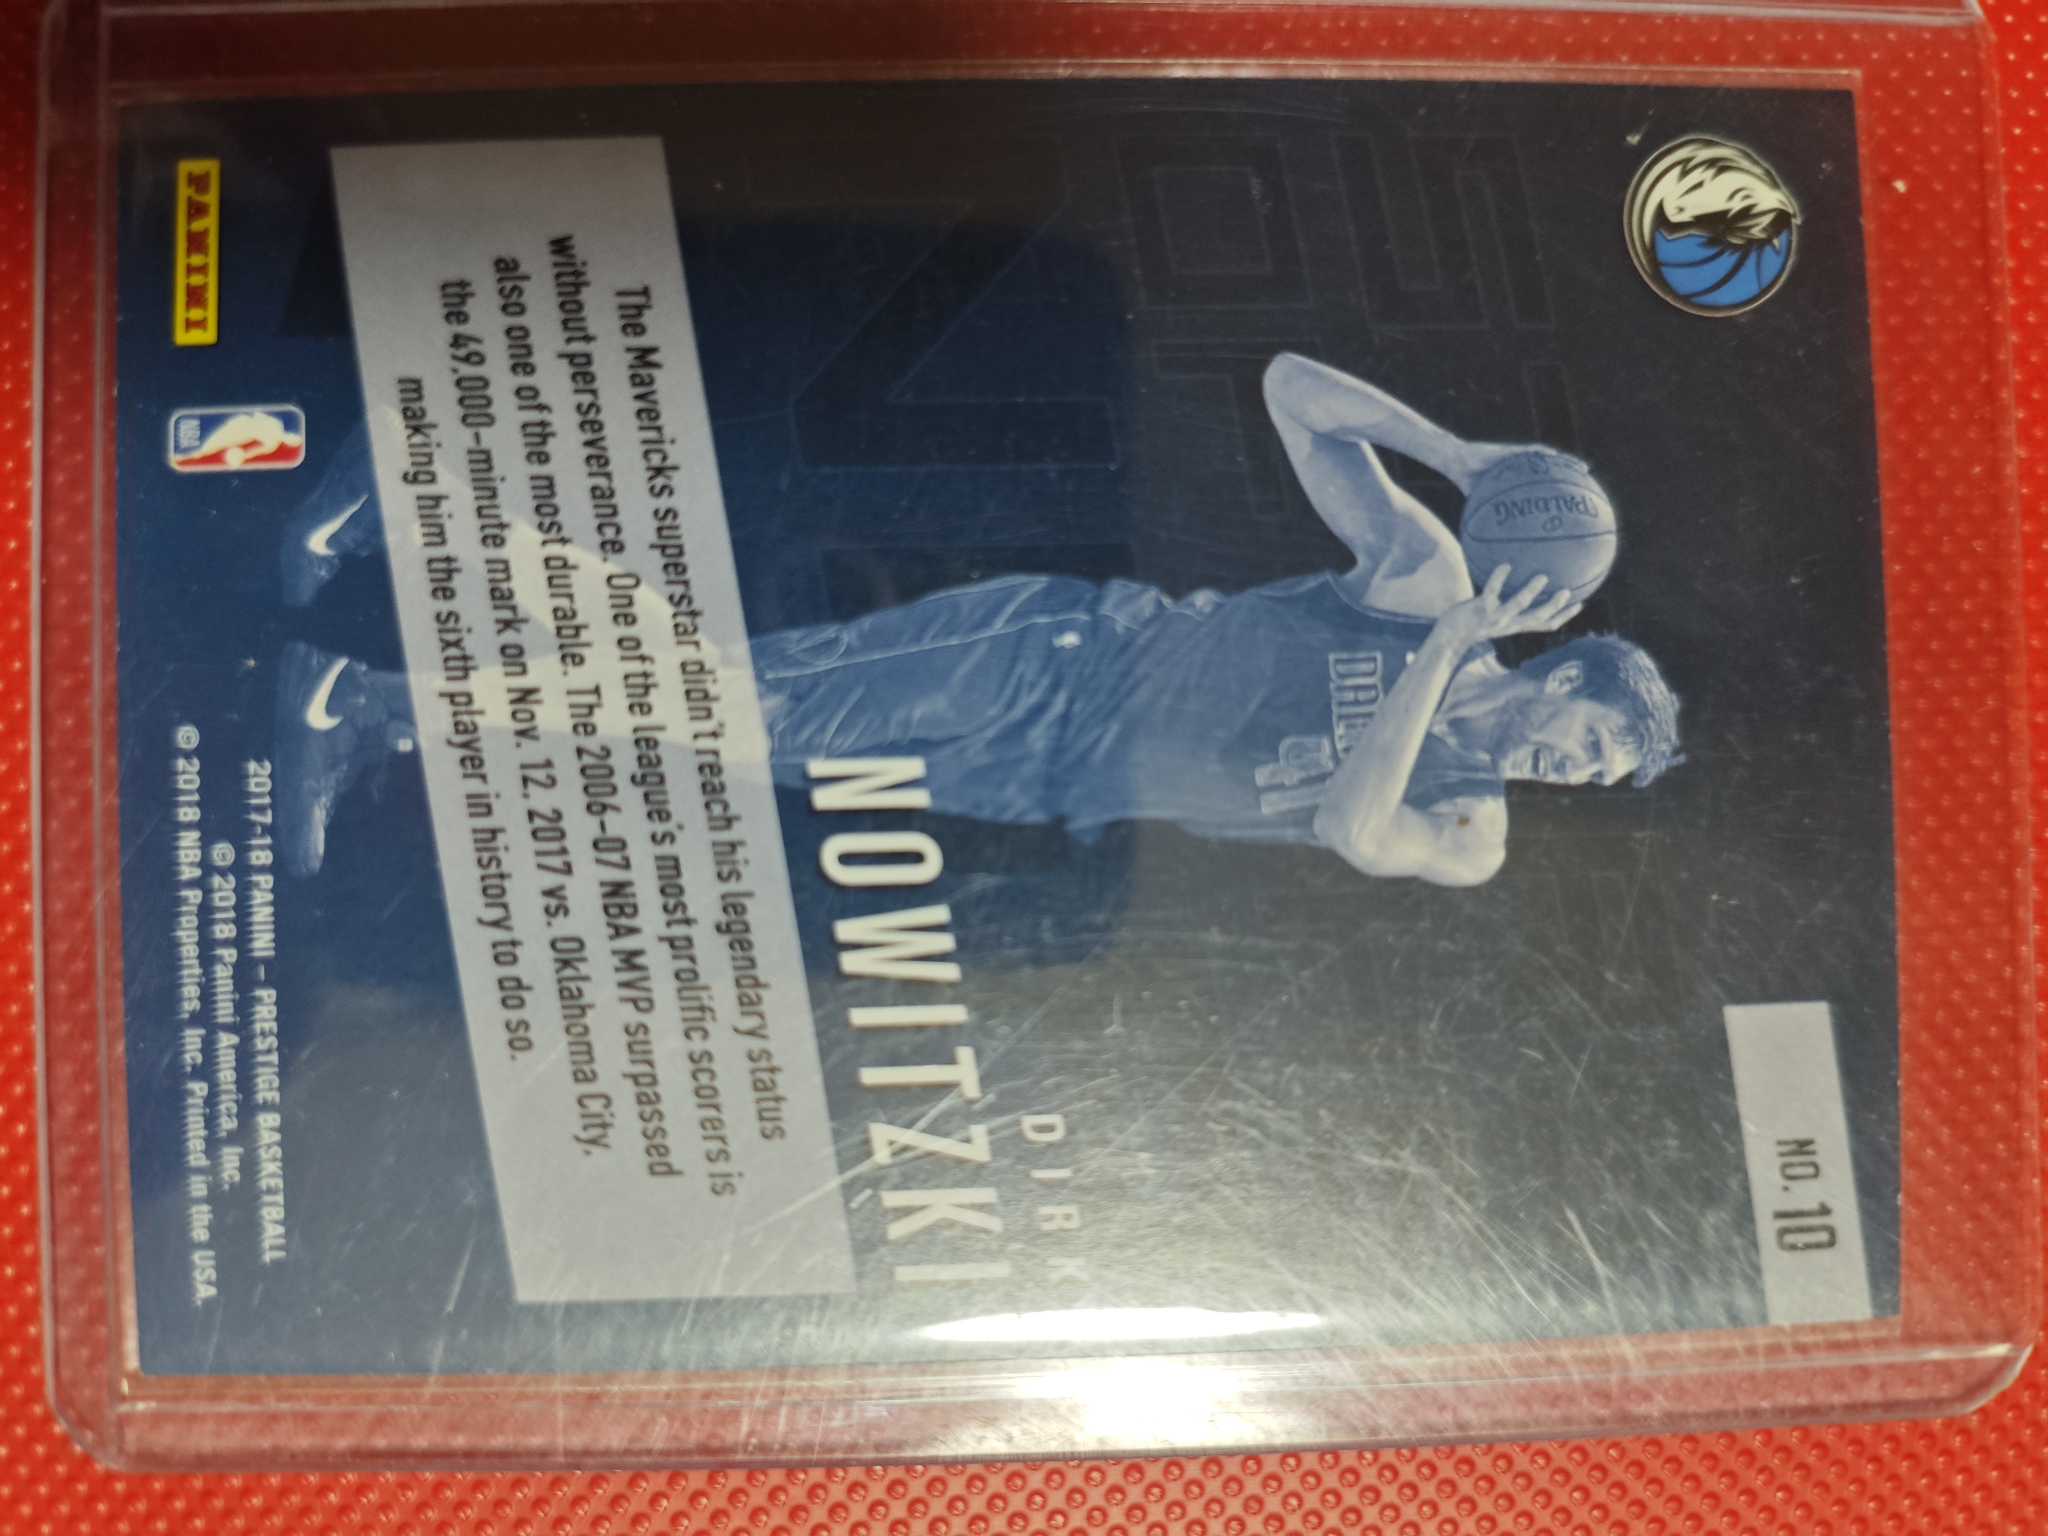 NO. 10
SPALDING
DIRK
NOWITZKI
The Mavericks superstar didn't reach his legendary status
without perseverance. One of the league's most prolific scorers is
also one of the most durable. The 2006-07 NBA MVP surpassed
the 49,000-minute mark on Nov. 12, 2017 vs. Oklahoma City,
making him the sixth player in history to do so.
PANINI
NBA
2017-18 PANINI – PRESTIGE BASKETBALL
© 2018 Panini America, Inc.
© 2018 NBA Properties, Inc. Printed in the USA.